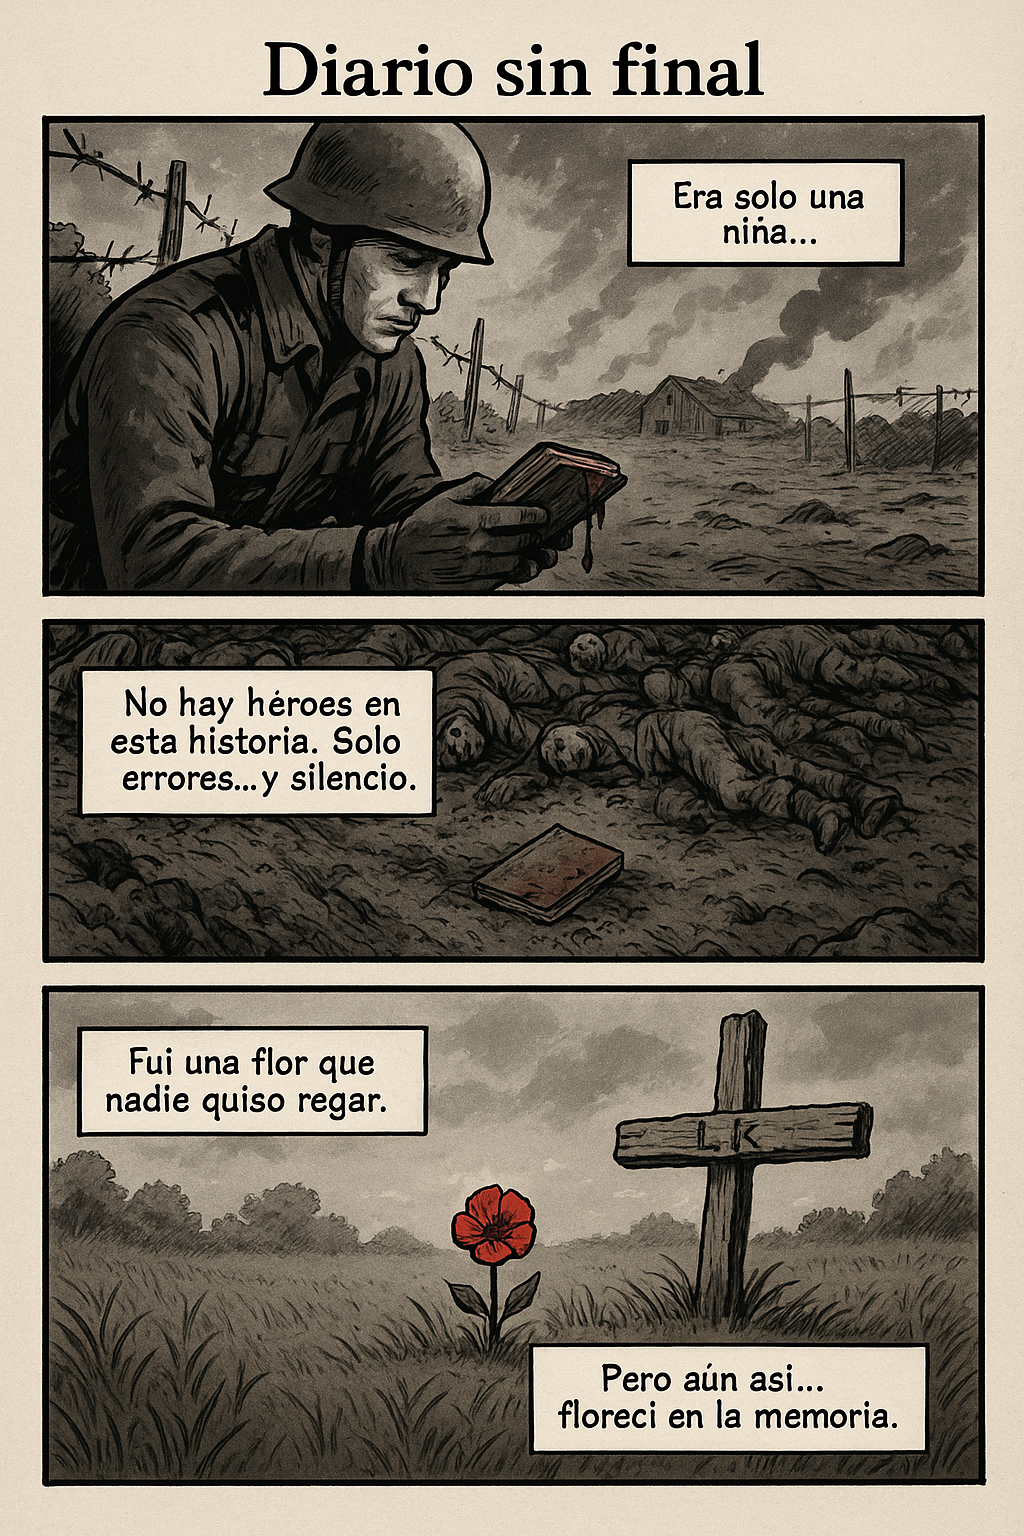 Diario sin final
Era solo una
niña...
No hay héroes en
esta historia. Solo
errores...y silencio.
Fui una flor que
nadie quiso regar.
LK
Pero aún asi...
floreci en la memoria.